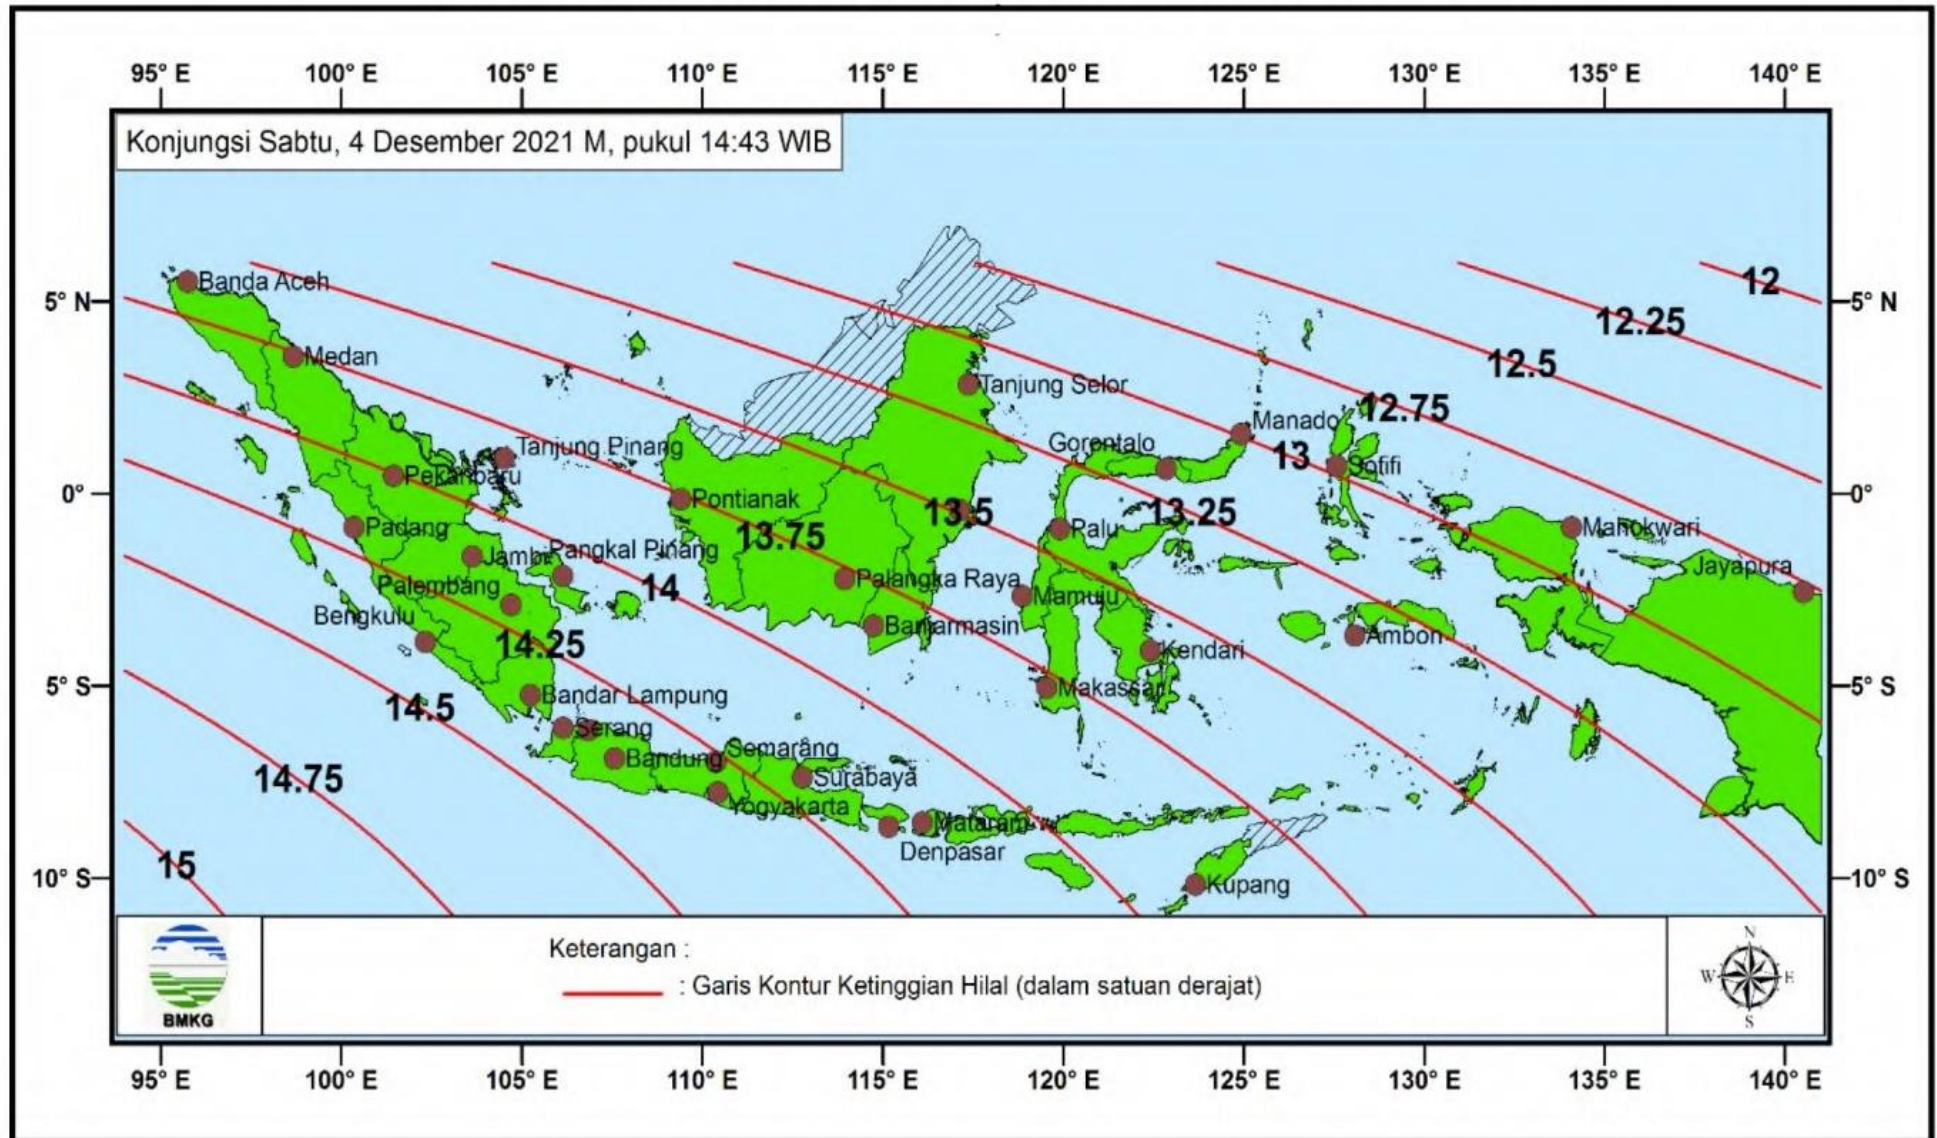 95° E 100° E 105° E 110° E 115° E 120° E 125° E 130° E 135° E 140° E
Konjungsi Sabtu, 4 Desember 2021 M, pukul 14:43 WIB
Banda Aceh
12
5° N
5° N
12.25
Medan
12.5
Tanjung Selor
12.75
Manado
Gorontalo
Tanjung Pinang
13
Sofifi
Pekanbaru
0°
0°
Pontianak
13.5
13.25
Padang
Palu
Manokwari
13.75
Jambi
Pangkal Pinang
Jayapura
Palangka Raya
Palembang
14
Mamuju
Bengkulu
Banjarmasin
Ambon
14.25
Kendari
5° S
5° S
Makassar
Bandar Lampung
14.5
Serang
Semarang
Bandung
14.75
Surabaya
Yogyakarta
Mataram
Denpasar
15
10° S
10° S
Kupang
BMKG
Keterangan :
: Garis Kontur Ketinggian Hilal (dalam satuan derajat)
N
W E
S
95° E 100° E 105° E 110° E 115° E 120° E 125° E 130° E 135° E 140° E